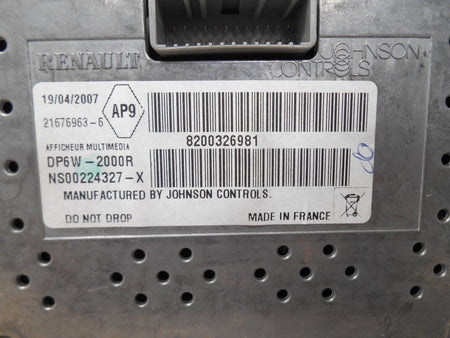 RENAULT
JOHNSON
CONTROLS
19/04/2007
AP9
21676963-6
8200326981
AFFICHEUR MULTIMEDIA
DP6W-2000R
NS00224327-X
MANUFACTURED BY JOHNSON CONTROLS.
DO NOT DROP
MADE IN FRANCE